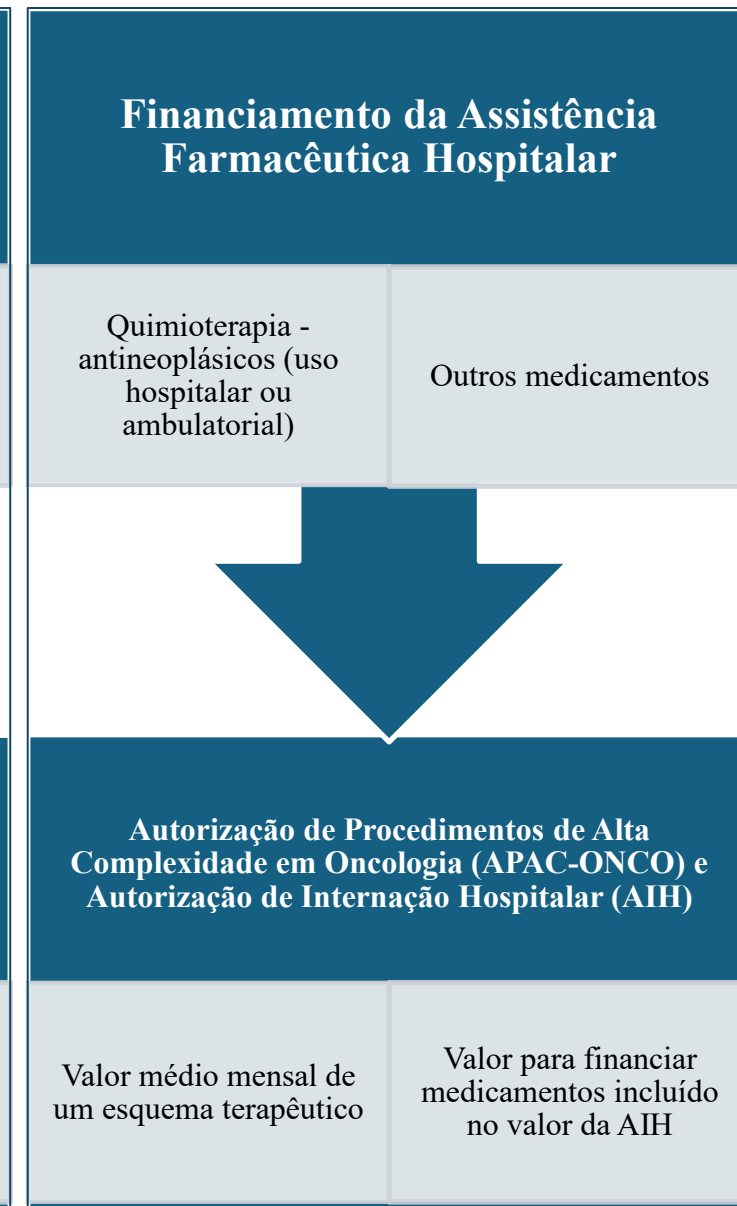 Financiamento da Assistência
Farmacêutica Hospitalar
Quimioterapia -
antineoplásicos (uso
hospitalar ou
ambulatorial)
Outros medicamentos
Autorização de Procedimentos de Alta
Complexidade em Oncologia (APAC-ONCO) e
Autorização de Internação Hospitalar (AIH)
Valor médio mensal de
um esquema terapêutico
Valor para financiar
medicamentos incluído
no valor da AIH